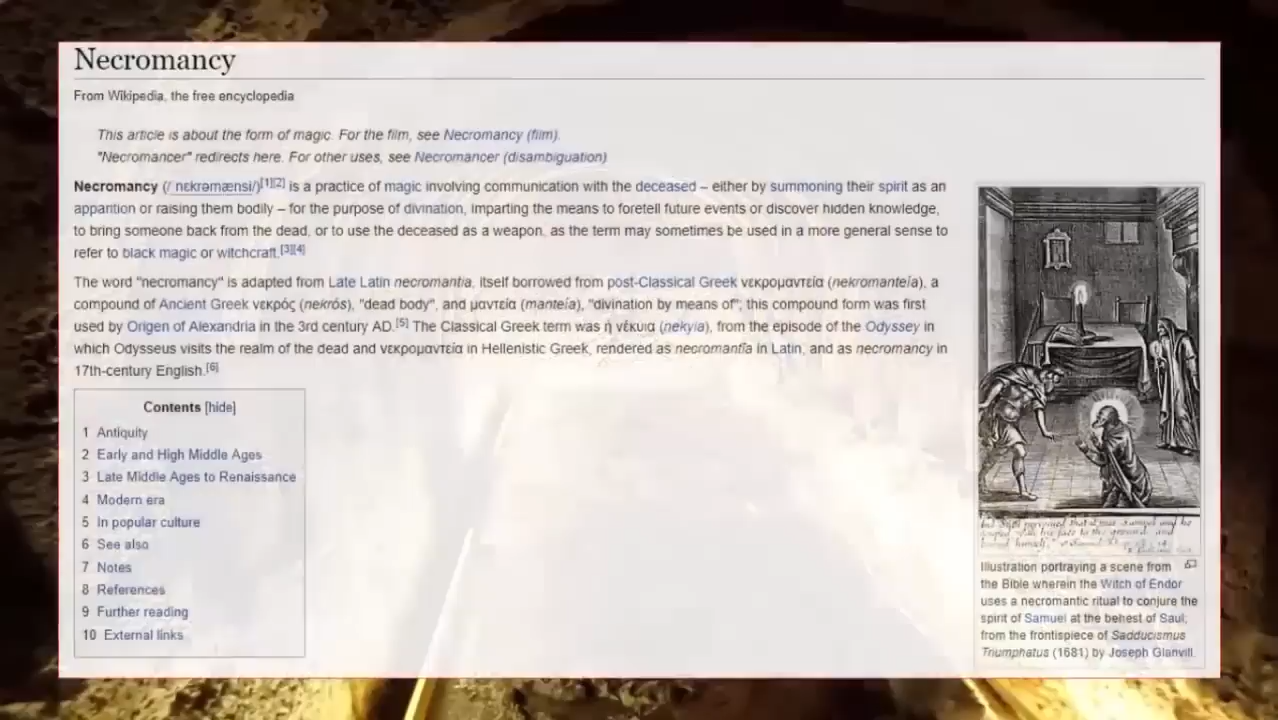 Necromancy
From Wikipedia, the free encyclopedia
This article is about the form of magic. For the film, see Necromancy (film).
"Necromancer" redirects here. For other uses, see Necromancer (disambiguation)
Necromancy (/ˈnɛkrəmænsi/)[1][2] is a practice of magic involving communication with the deceased – either by summoning their spirit as an
apparition or raising them bodily – for the purpose of divination, imparting the means to foretell future events or discover hidden knowledge,
to bring someone back from the dead, or to use the deceased as a weapon, as the term may sometimes be used in a more general sense to
refer to black magic or witchcraft.[3][4]
The word "necromancy" is adapted from Late Latin necromantia, itself borrowed from post-Classical Greek νεκρομαντεία (nekromanteía), a
compound of Ancient Greek νεκρός (nekrós), "dead body", and μαντεία (manteía), "divination by means of"; this compound form was first
used by Origen of Alexandria in the 3rd century AD.[5] The Classical Greek term was ἡ νέκυια (nekyia), from the episode of the Odyssey in
which Odysseus visits the realm of the dead and νεκρομαντεία in Hellenistic Greek, rendered as necromantīa in Latin, and as necromancy in
17th-century English.[6]
Contents [hide]
1 Antiquity
2 Early and High Middle Ages
3 Late Middle Ages to Renaissance
4 Modern era
5 In popular culture
6 See also
7 Notes
8 References
9 Further reading
10 External links
Illustration portraying a scene from
the Bible wherein the Witch of Endor
uses a necromantic ritual to conjure the
spirit of Samuel at the behest of Saul;
from the frontispiece of Sadducismus
Triumphatus (1681) by Joseph Glanvill.